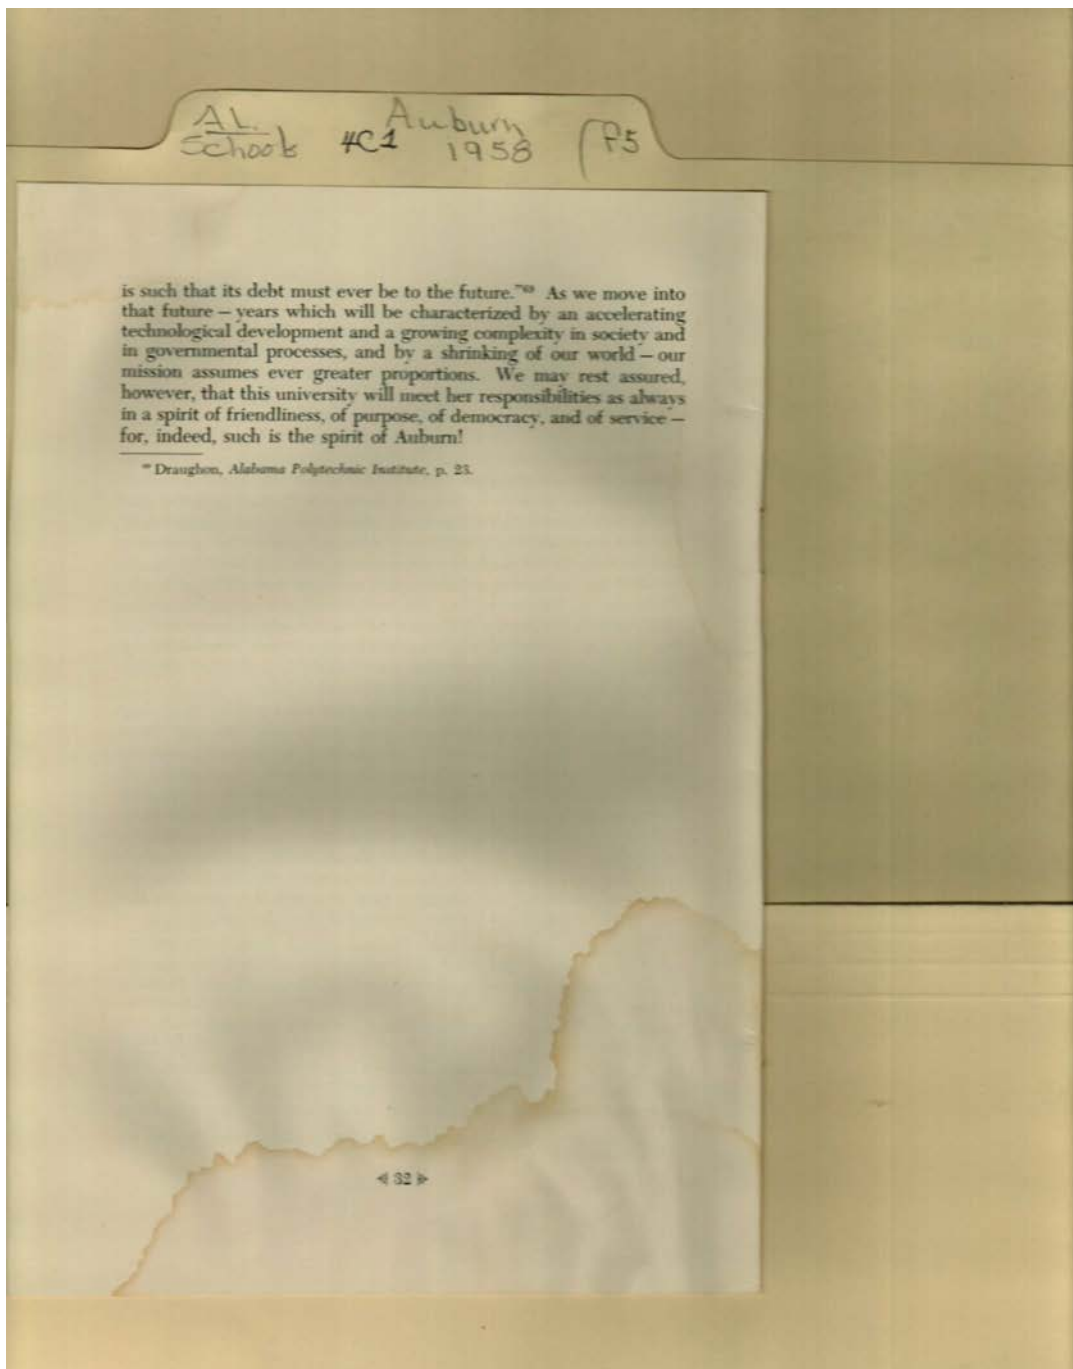 AL. Auburn
Schools 4C1 1958 (P5
is such that its debt must ever be to the future."⁶⁹ As we move into
that future — years which will be characterized by an accelerating
technological development and a growing complexity in society and
in governmental processes, and by a shrinking of our world — our
mission assumes ever greater proportions. We may rest assured,
however, that this university will meet her responsibilities as always
in a spirit of friendliness, of purpose, of democracy, and of service —
for, indeed, such is the spirit of Auburn!
Draughon, Alabama Polytechnic Institute, p. 23.
◄ 32 ►